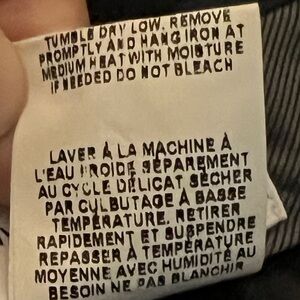 TUMBLE DRY LOW. REMOVE
PROMPTLY AND HANG IRON AT
MEDIUM HEAT WITH MOISTURE
IF NEEDED DO NOT BLEACH
LAVER À LA MACHINE À
L'EAU FROIDE SÉPAREMENT
AU CYCLE DÉLICAT SÉCHER
PAR CULBUTAGE À BASSE
TEMPÉRATURE. RETIRER
RAPIDEMENT ET SUSPENDRE
REPASSER À TEMPÉRATURE
MOYENNE AVEC HUMIDITÉ AU
BESOIN NE PAS BLANCHIR